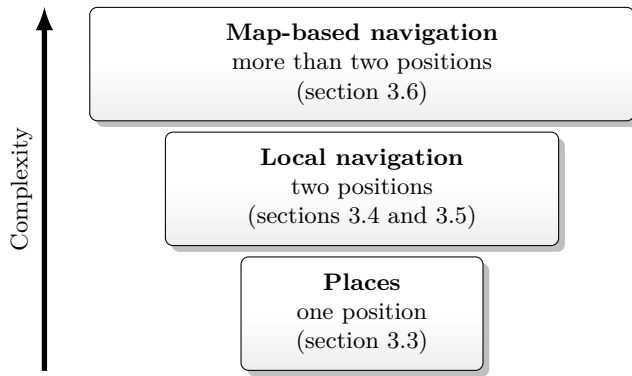 Map-based navigation
more than two positions
(section 3.6)
Local navigation
two positions
(sections 3.4 and 3.5)
Places
one position
(section 3.3)
Complexity